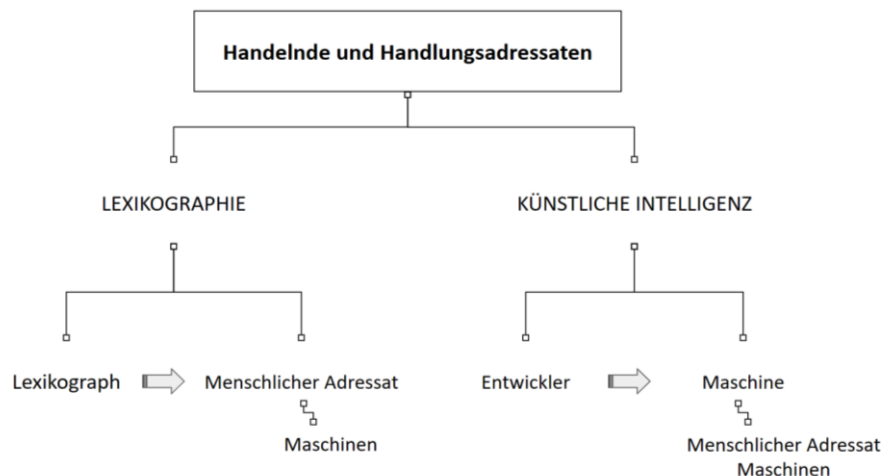 Handelnde und Handlungsadressaten
LEXIKOGRAPHIE
KÜNSTLICHE INTELLIGENZ
Lexikograph
Menschlicher Adressat
Entwickler
Maschine
Maschinen
Menschlicher Adressat
Maschinen